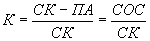 К = (СК − ПА) / СК = СОС / СК